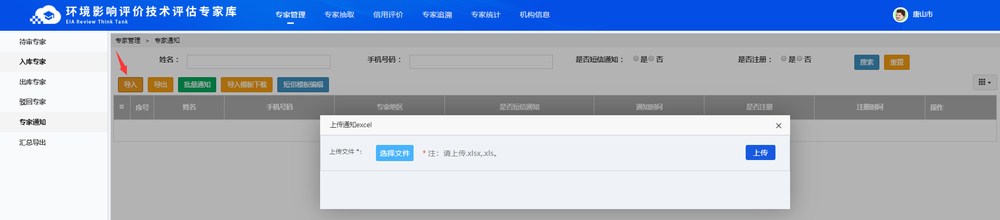 环境影响评价技术评估专家库
EIA Review Think Tank
专家管理 专家抽取 信用评价 专家追溯 专家统计 机构信息
唐山市
待审专家
入库专家
出库专家
驳回专家
专家通知
汇总导出
专家管理 > 专家通知
姓名： 手机号码： 是否短信通知： 是 否 是否注册： 是 否 搜索 重置
导入 导出 批量通知 导入模板下载 短信模板编辑
序号 姓名 手机号码 专家地区 是否短信通知 通知时间 是否注册 注册时间 操作
上传通知excel ×
上传文件 *: 选择文件 * 注：请上传.xlsx,.xls。 上传